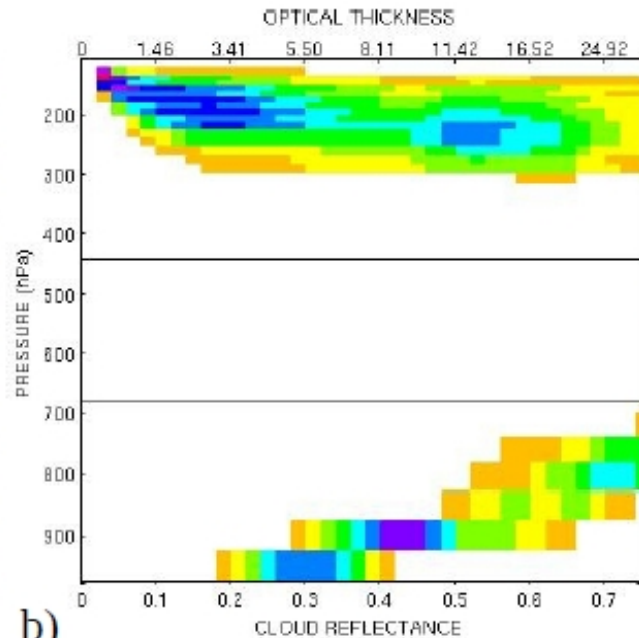 OPTICAL THICKNESS
0 1.46 3.41 5.50 8.11 11.42 16.52 24.92
200
300
400
500
600
700
800
900
PRESSURE (hPa)
0 0.1 0.2 0.3 0.4 0.5 0.6 0.7
CLOUD REFLECTANCE
b)